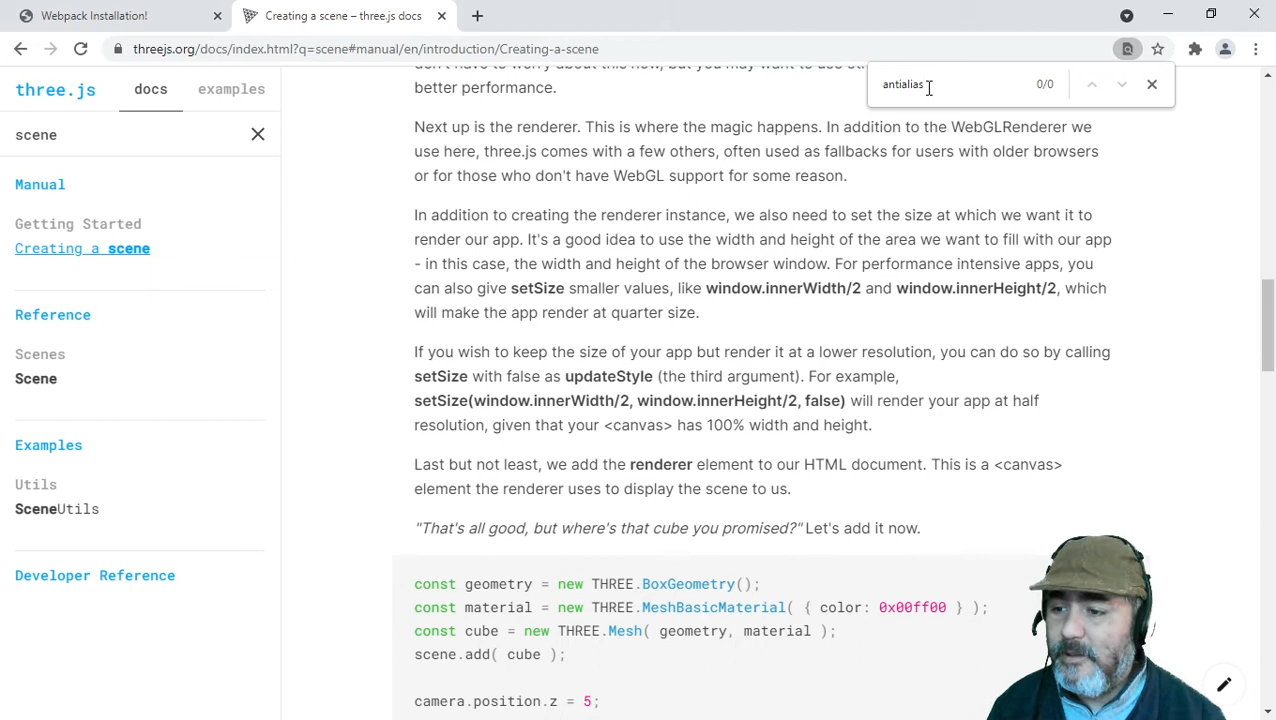 Webpack Installation!
Creating a scene – three.js docs
threejs.org/docs/index.html?q=scene#manual/en/introduction/Creating-a-scene
antialias
0/0
three.js
docs
examples
scene
Manual
Getting Started
Creating a scene
Reference
Scenes
Scene
Examples
Utils
SceneUtils
Developer Reference
better performance.
Next up is the renderer. This is where the magic happens. In addition to the WebGLRenderer we
use here, three.js comes with a few others, often used as fallbacks for users with older browsers
or for those who don't have WebGL support for some reason.
In addition to creating the renderer instance, we also need to set the size at which we want it to
render our app. It's a good idea to use the width and height of the area we want to fill with our app
- in this case, the width and height of the browser window. For performance intensive apps, you
can also give setSize smaller values, like window.innerWidth/2 and window.innerHeight/2, which
will make the app render at quarter size.
If you wish to keep the size of your app but render it at a lower resolution, you can do so by calling
setSize with false as updateStyle (the third argument). For example,
setSize(window.innerWidth/2, window.innerHeight/2, false) will render your app at half
resolution, given that your <canvas> has 100% width and height.
Last but not least, we add the renderer element to our HTML document. This is a <canvas>
element the renderer uses to display the scene to us.
"That's all good, but where's that cube you promised?" Let's add it now.
const geometry = new THREE.BoxGeometry();
const material = new THREE.MeshBasicMaterial( { color: 0x00ff00 } );
const cube = new THREE.Mesh( geometry, material );
scene.add( cube );
camera.position.z = 5;